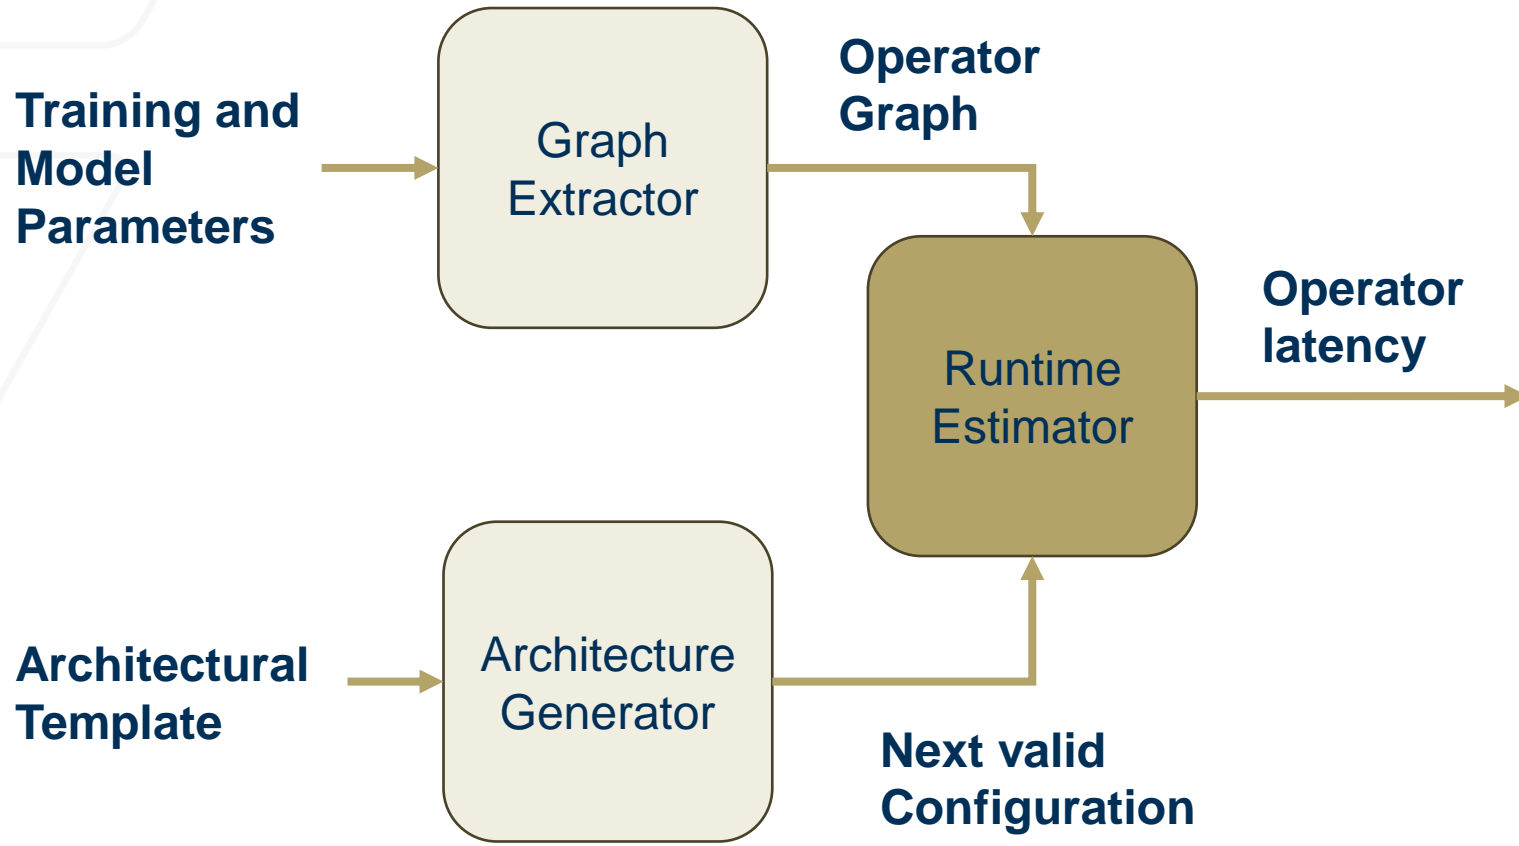 Training and
Model
Parameters
Graph
Extractor
Operator
Graph
Runtime
Estimator
Operator
latency
Architectural
Template
Architecture
Generator
Next valid
Configuration